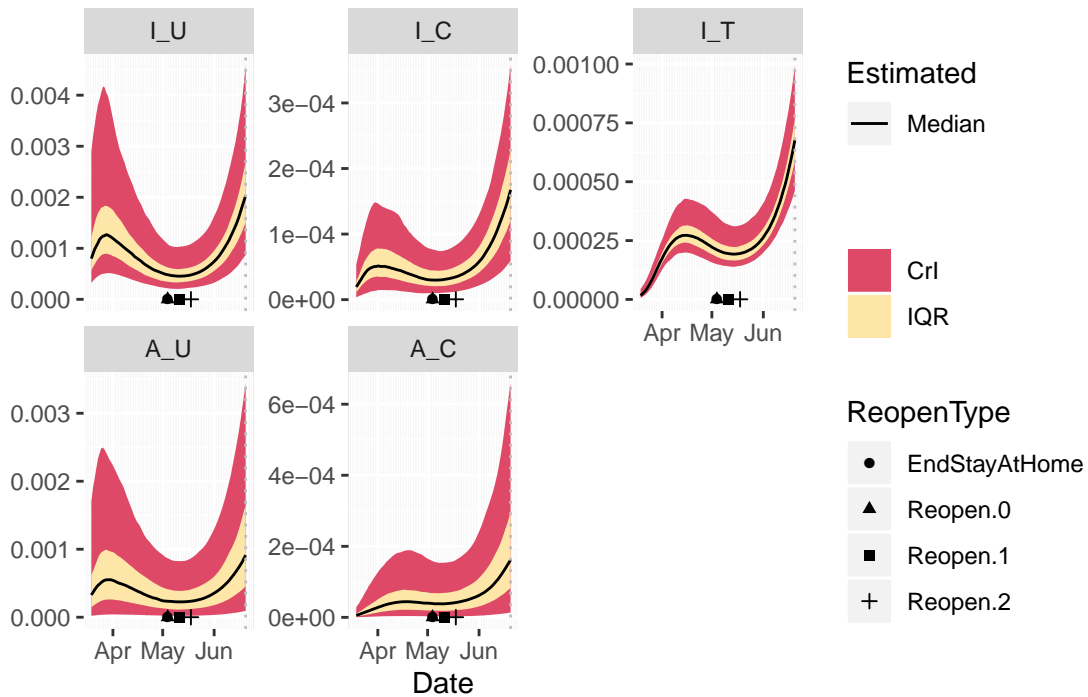 I_U
I_C
I_T
0.004
0.003
0.002
0.001
0.000
3e−04
2e−04
1e−04
0e+00
0.00100
0.00075
0.00050
0.00025
0.00000
Apr May Jun
A_U
A_C
0.003
0.002
0.001
0.000
6e−04
4e−04
2e−04
0e+00
Apr May Jun
Apr May Jun
Date
Estimated
Median
CrI
IQR
ReopenType
EndStayAtHome
Reopen.0
Reopen.1
Reopen.2